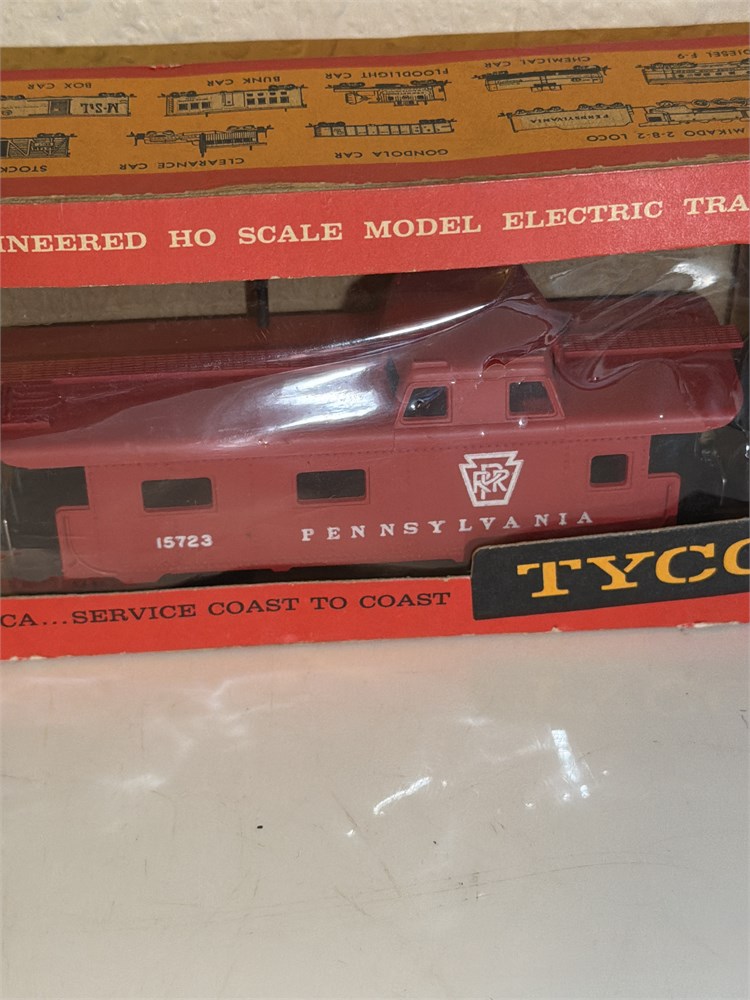 BOX CAR
BUNK CAR
FLOODLIGHT CAR
CHEMICAL CAR
DIESEL F-9
M-StL
PENNSYLVANIA
STOCK
CLEARANCE CAR
GONDOLA CAR
MIKADO 2-8-2 LOCO
INEERED HO SCALE MODEL ELECTRIC TRA
PRR
15723
PENNSYLVANIA
TYCO
CA...SERVICE COAST TO COAST